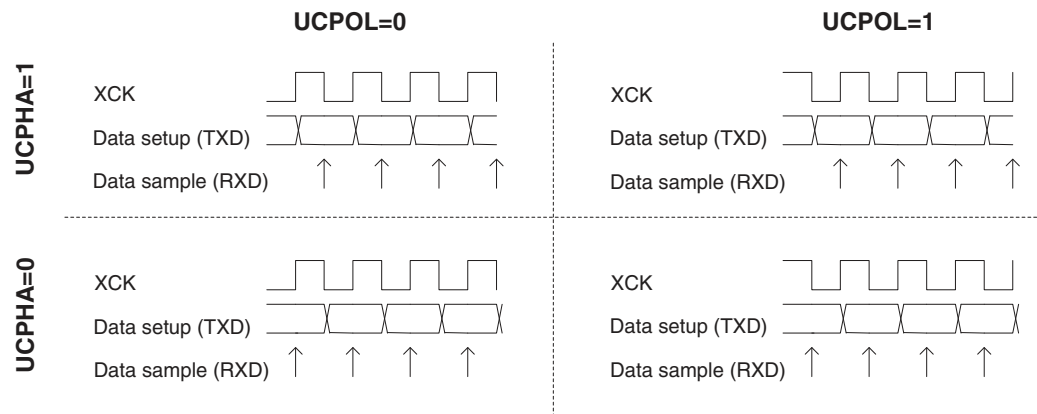 UCPOL=0
UCPOL=1
UCPHA=1
XCK
Data setup (TXD)
Data sample (RXD)
XCK
Data setup (TXD)
Data sample (RXD)
UCPHA=0
XCK
Data setup (TXD)
Data sample (RXD)
XCK
Data setup (TXD)
Data sample (RXD)